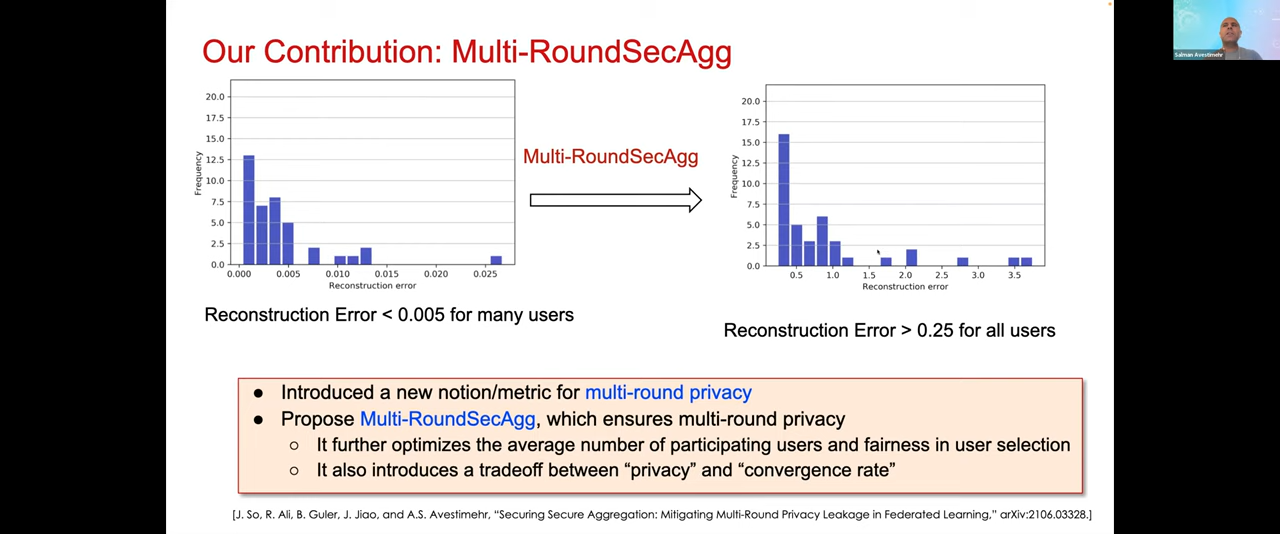 Salman Avestimehr
Our Contribution: Multi-RoundSecAgg
20.0
17.5
15.0
12.5
10.0
7.5
5.0
2.5
0.0
Frequency
0.000
0.005
0.010
0.015
0.020
0.025
Reconstruction error
Reconstruction Error < 0.005 for many users
Multi-RoundSecAgg
20.0
17.5
15.0
12.5
10.0
7.5
5.0
2.5
0.0
Frequency
0.5
1.0
1.5
2.0
2.5
3.0
3.5
Reconstruction error
Reconstruction Error > 0.25 for all users
● Introduced a new notion/metric for multi-round privacy
● Propose Multi-RoundSecAgg, which ensures multi-round privacy
○ It further optimizes the average number of participating users and fairness in user selection
○ It also introduces a tradeoff between “privacy” and “convergence rate”
[J. So, R. Ali, B. Guler, J. Jiao, and A.S. Avestimehr, “Securing Secure Aggregation: Mitigating Multi-Round Privacy Leakage in Federated Learning,” arXiv:2106.03328.]